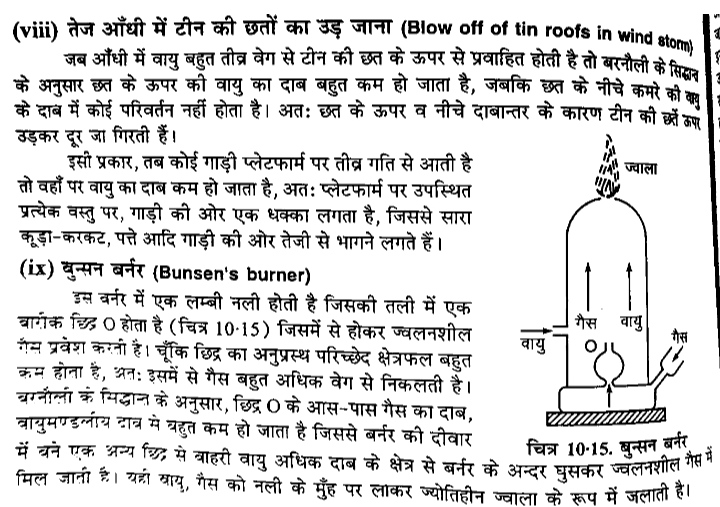 (viii) तेज आँधी में टीन की छतों का उड़ जाना (Blow off of tin roofs in wind storm)
जब आँधी में वायु बहुत तीव्र वेग से टीन की छत के ऊपर से प्रवाहित होती है तो बरनौली के सिद्धान्त
के अनुसार छत के ऊपर की वायु का दाब बहुत कम हो जाता है, जबकि छत के नीचे कमरे की वायु
के दाब में कोई परिवर्तन नहीं होता है। अतः छत के ऊपर व नीचे दाबान्तर के कारण टीन की छतें ऊपर
उड़कर दूर जा गिरती हैं।
इसी प्रकार, तब कोई गाड़ी प्लेटफार्म पर तीव्र गति से आती है
तो वहाँ पर वायु का दाब कम हो जाता है, अतः प्लेटफार्म पर उपस्थित
प्रत्येक वस्तु पर, गाड़ी की ओर एक धक्का लगता है, जिससे सारा
कूड़ा-करकट, पत्ते आदि गाड़ी की ओर तेजी से भागने लगते हैं।
(ix) बुन्सन बर्नर (Bunsen's burner)
इस बर्नर में एक लम्बी नली होती है जिसकी तली में एक
बारीक छिद्र O होता है (चित्र 10·15) जिसमें से होकर ज्वलनशील
गैस प्रवेश करती है। चूँकि छिद्र का अनुप्रस्थ परिच्छेद क्षेत्रफल बहुत
कम होता है, अतः इसमें से गैस बहुत अधिक वेग से निकलती है।
बरनौली के सिद्धान्त के अनुसार, छिद्र O के आस-पास गैस का दाब,
वायुमण्डलीय दाब से बहुत कम हो जाता है जिससे बर्नर की दीवार
में बने एक अन्य छिद्र से बाहरी वायु अधिक दाब के क्षेत्र से बर्नर के अन्दर घुसकर ज्वलनशील गैस में
मिल जाती है। यही वायु, गैस को नली के मुँह पर लाकर ज्योतिहीन ज्वाला के रूप में जलाती है।
ज्वाला
गैस वायु
वायु
O
गैस
चित्र 10·15. बुन्सन बर्नर